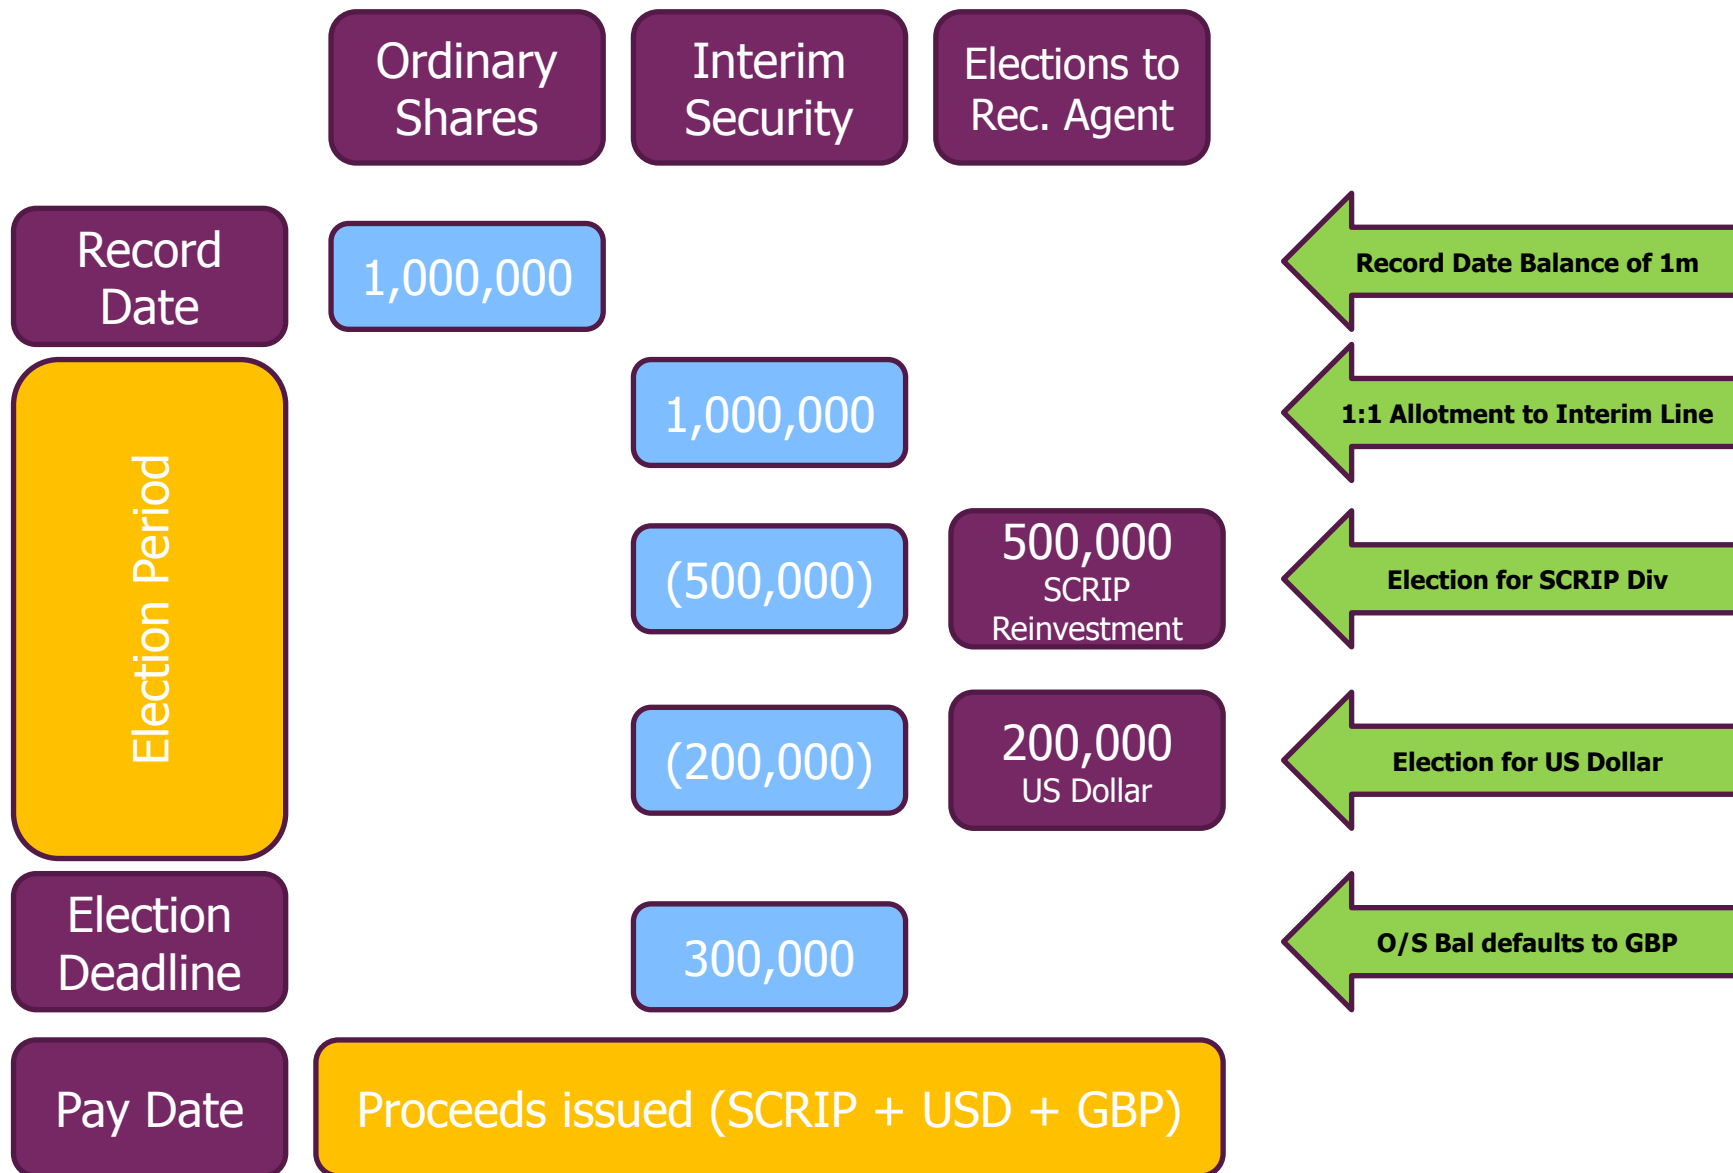 Ordinary
Shares
Interim
Security
Elections to
Rec. Agent
Record
Date
1,000,000
Record Date Balance of 1m
Election Period
1,000,000
1:1 Allotment to Interim Line
(500,000)
500,000
SCRIP
Reinvestment
Election for SCRIP Div
(200,000)
200,000
US Dollar
Election for US Dollar
Election
Deadline
300,000
O/S Bal defaults to GBP
Pay Date
Proceeds issued (SCRIP + USD + GBP)